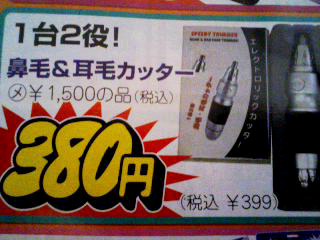 1台2役!
鼻毛&耳毛カッター
㋱¥1,500の品(税込)
380円
(税込 ¥399)
SPEEDY TRIMMER
エレクトロリックカッター